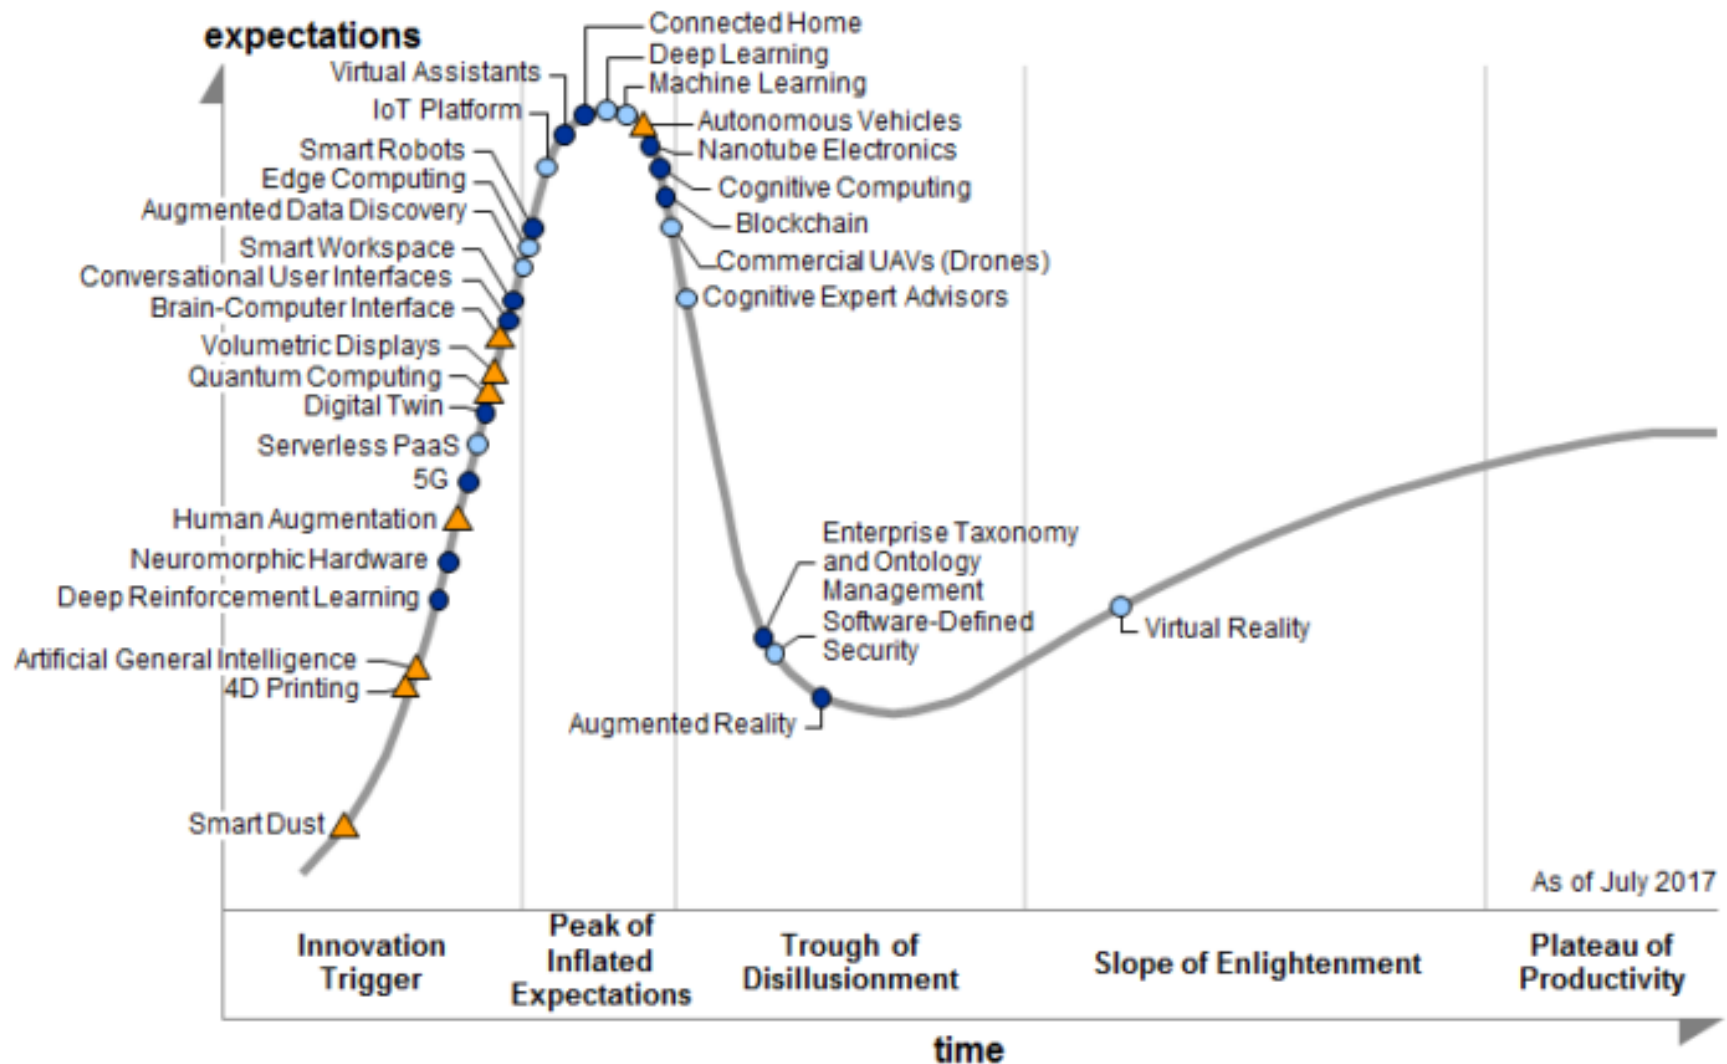 expectations
Connected Home
Deep Learning
Virtual Assistants
Machine Learning
IoT Platform
Autonomous Vehicles
Smart Robots
Nanotube Electronics
Edge Computing
Cognitive Computing
Augmented Data Discovery
Blockchain
Smart Workspace
Commercial UAVs (Drones)
Conversational User Interfaces
Cognitive Expert Advisors
Brain-Computer Interface
Volumetric Displays
Quantum Computing
Digital Twin
Serverless PaaS
5G
Human Augmentation
Neuromorphic Hardware
Deep Reinforcement Learning
Artificial General Intelligence
4D Printing
Smart Dust
Enterprise Taxonomy
and Ontology
Management
Software-Defined
Security
Augmented Reality
Virtual Reality
As of July 2017
Innovation
Trigger
Peak of
Inflated
Expectations
Trough of
Disillusionment
Slope of Enlightenment
Plateau of
Productivity
time